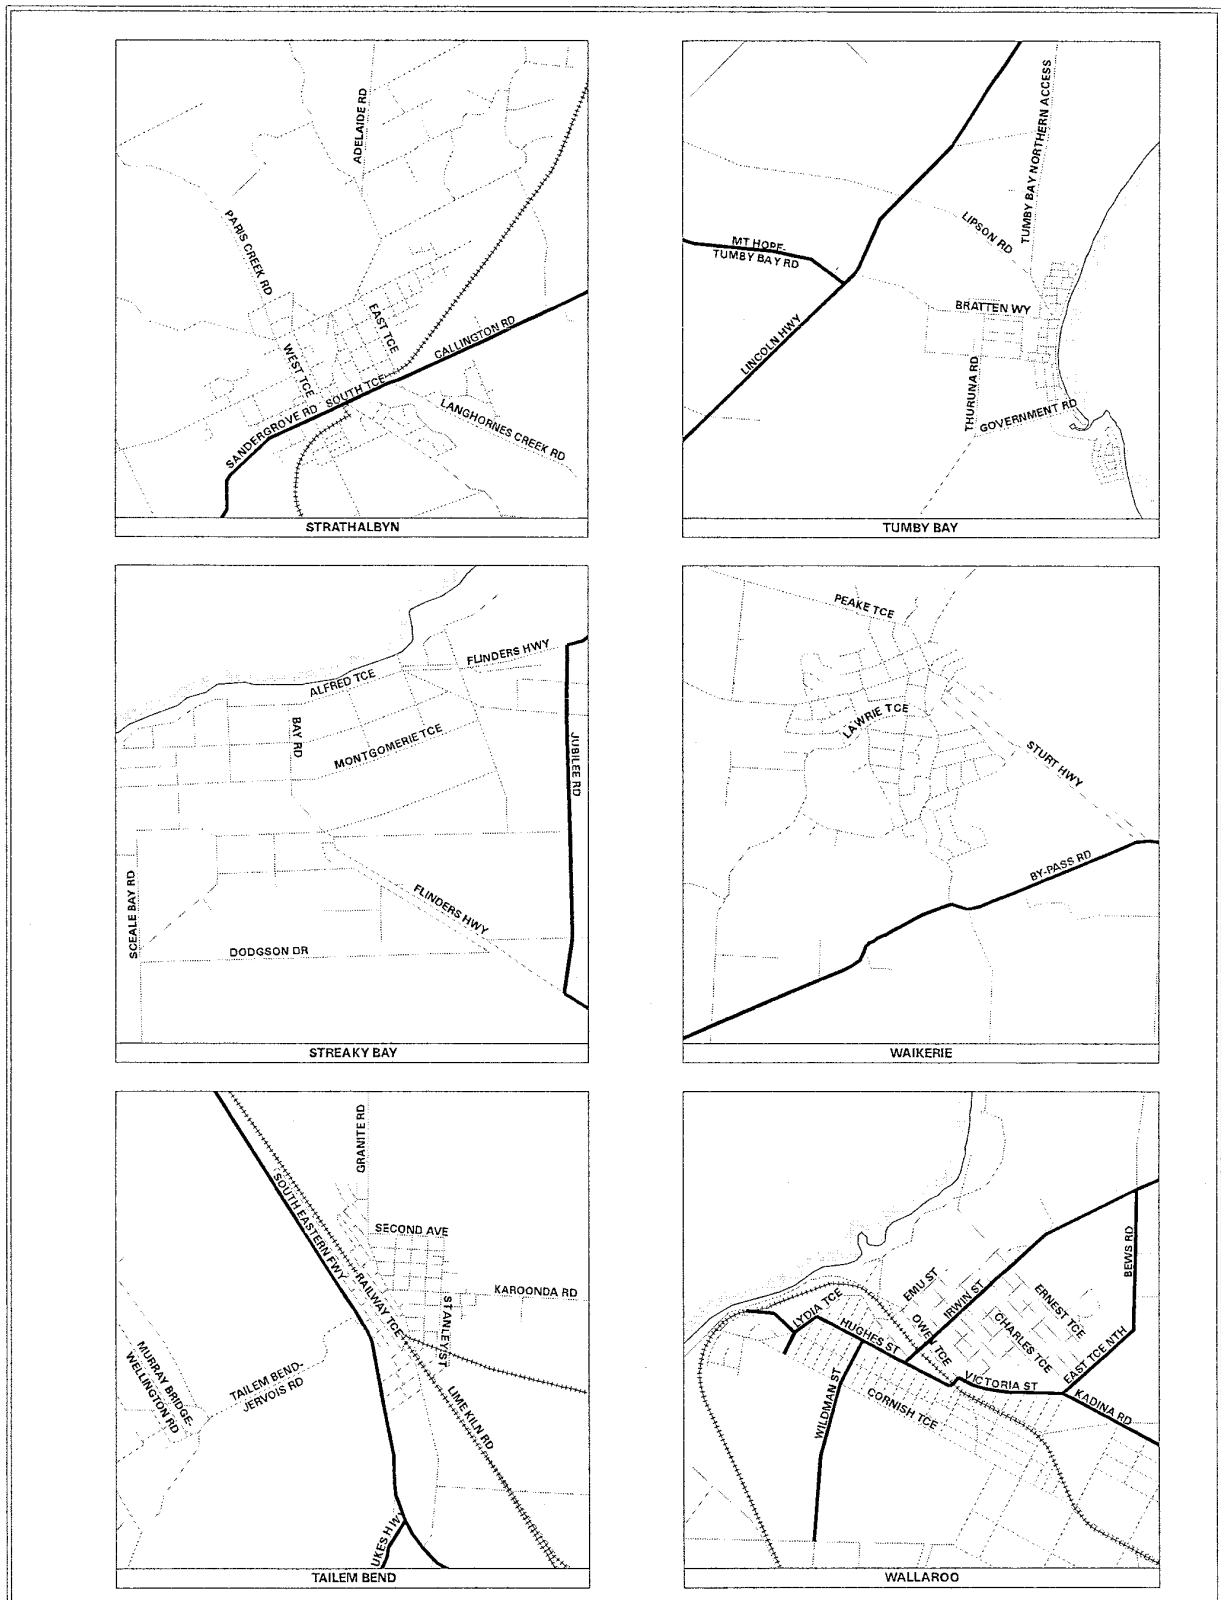 ADELAIDE RD
PARIS CREEK RD
EAST TCE
WEST TCE
CALLINGTON RD
SOUTH TCE
SANDERGROVE RD
LANGHORNES CREEK RD
STRATHALBYN
TUMBY BAY NORTHERN ACCESS
LIPSON RD
MT HOPE-
TUMBY BAY RD
BRATTEN WY
LINCOLN HWY
THURUNA RD
GOVERNMENT RD
TUMBY BAY
FLINDERS HWY
ALFRED TCE
BAY RD
MONTGOMERIE TCE
JUBILEE RD
SCEALE BAY RD
FLINDERS HWY
DODGSON DR
STREAKY BAY
PEAKE TCE
LAWRIE TCE
STURT HWY
BY-PASS RD
WAIKERIE
GRANITE RD
SOUTH EASTERN FWY
SECOND AVE
RAILWAY TCE
KAROONDA RD
STANLEY ST
MURRAY BRIDGE-
WELLINGTON RD
TAILEM BEND-
JERVOIS RD
LIME KILN RD
UKES HWY
TAILEM BEND
BEWS RD
EMU ST
IRWIN ST
ERNEST TCE
LYDIA TCE
HUGHES ST
OWEN TCE
CHARLES TCE
EAST TCE NTH
VICTORIA ST
WILDMAN ST
CORNISH TCE
KADINA RD
WALLAROO